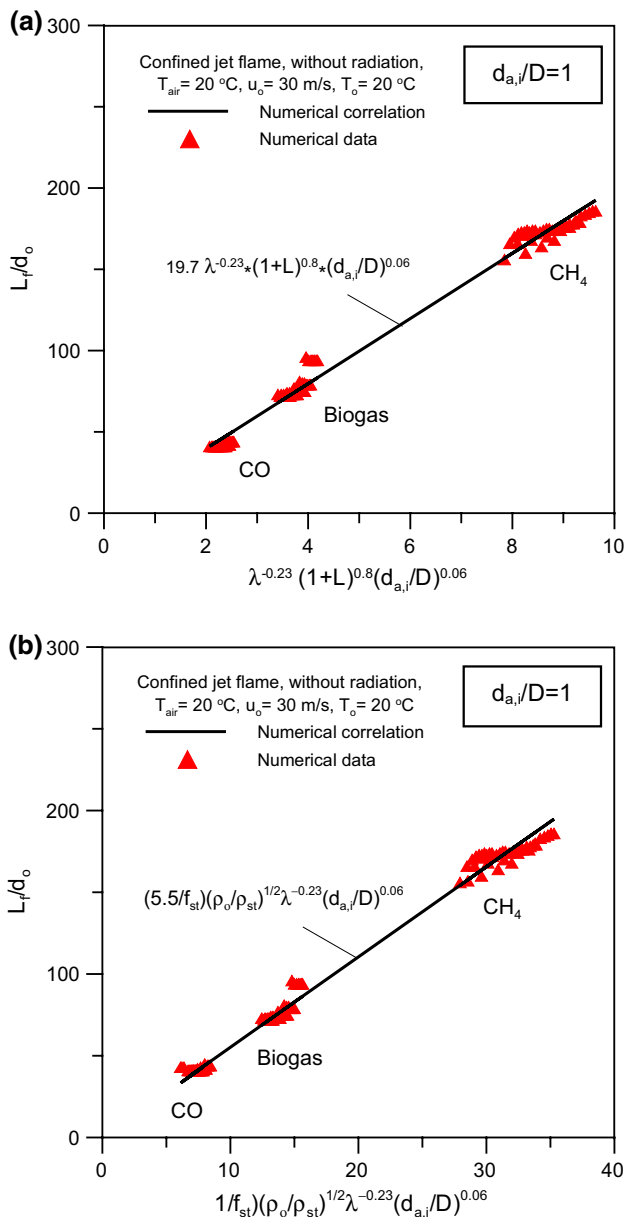 (a)
300
Confined jet flame, without radiation,
T_air= 20 °C, u_o= 30 m/s, T_o= 20 °C
Numerical correlation
Numerical data
d_a,i/D=1
200
100
0
L_f/d_o
19.7 λ^-0.23*(1+L)^0.8*(d_a,i/D)^0.06
CH_4
Biogas
CO
0 2 4 6 8 10
λ^-0.23 (1+L)^0.8(d_a,i/D)^0.06
(b)
300
Confined jet flame, without radiation,
T_air= 20 °C, u_o= 30 m/s, T_o= 20 °C
Numerical correlation
Numerical data
d_a,i/D=1
200
100
0
L_f/d_o
(5.5/f_st)(ρ_o/ρ_st)^1/2λ^-0.23(d_a,i/D)^0.06
CH_4
Biogas
CO
0 10 20 30 40
1/f_st)(ρ_o/ρ_st)^1/2λ^-0.23(d_a,i/D)^0.06